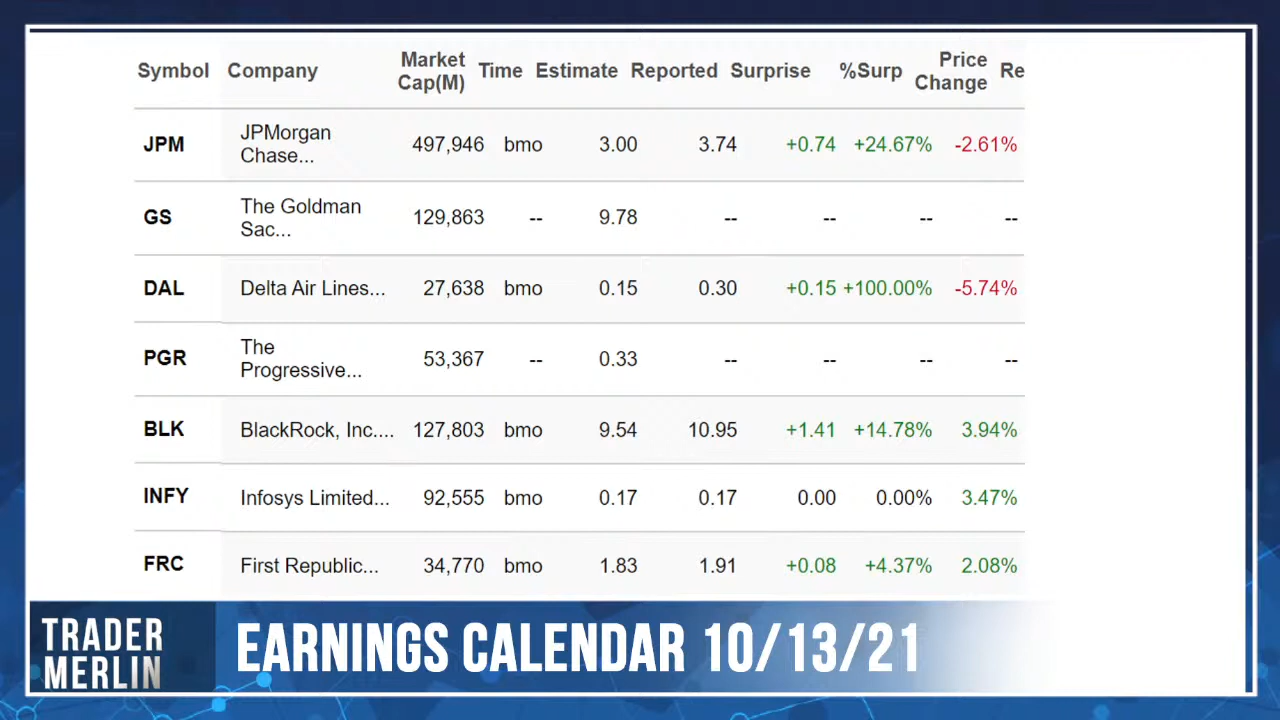 Symbol Company Market Cap(M) Time Estimate Reported Surprise %Surp Price Change Re
JPM JPMorgan Chase... 497,946 bmo 3.00 3.74 +0.74 +24.67% -2.61%
GS The Goldman Sac... 129,863 -- 9.78 -- -- -- --
DAL Delta Air Lines... 27,638 bmo 0.15 0.30 +0.15 +100.00% -5.74%
PGR The Progressive... 53,367 -- 0.33 -- -- -- --
BLK BlackRock, Inc.... 127,803 bmo 9.54 10.95 +1.41 +14.78% 3.94%
INFY Infosys Limited... 92,555 bmo 0.17 0.17 0.00 0.00% 3.47%
FRC First Republic... 34,770 bmo 1.83 1.91 +0.08 +4.37% 2.08%
TRADER
MERLIN
EARNINGS CALENDAR 10/13/21